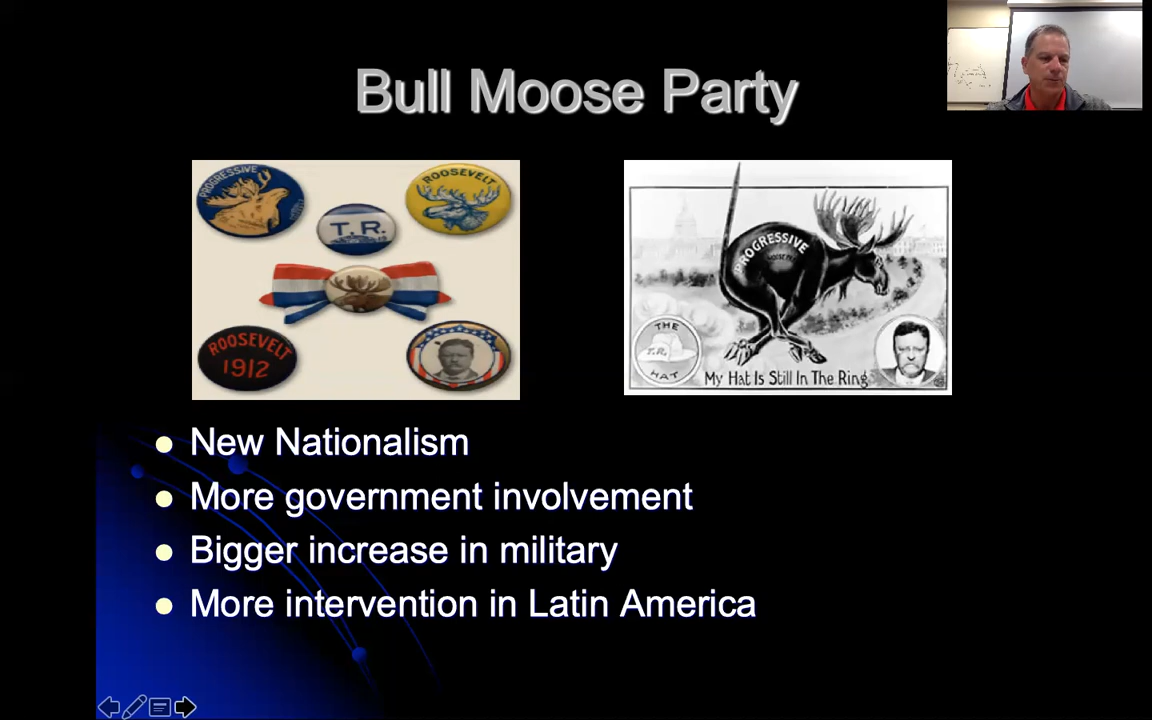 Bull Moose Party
PROGRESSIVE
ROOSEVELT
T.R.
ROOSEVELT
1912
PROGRESSIVE
THE
T.R.
HAT
My Hat Is Still In The Ring
New Nationalism
More government involvement
Bigger increase in military
More intervention in Latin America